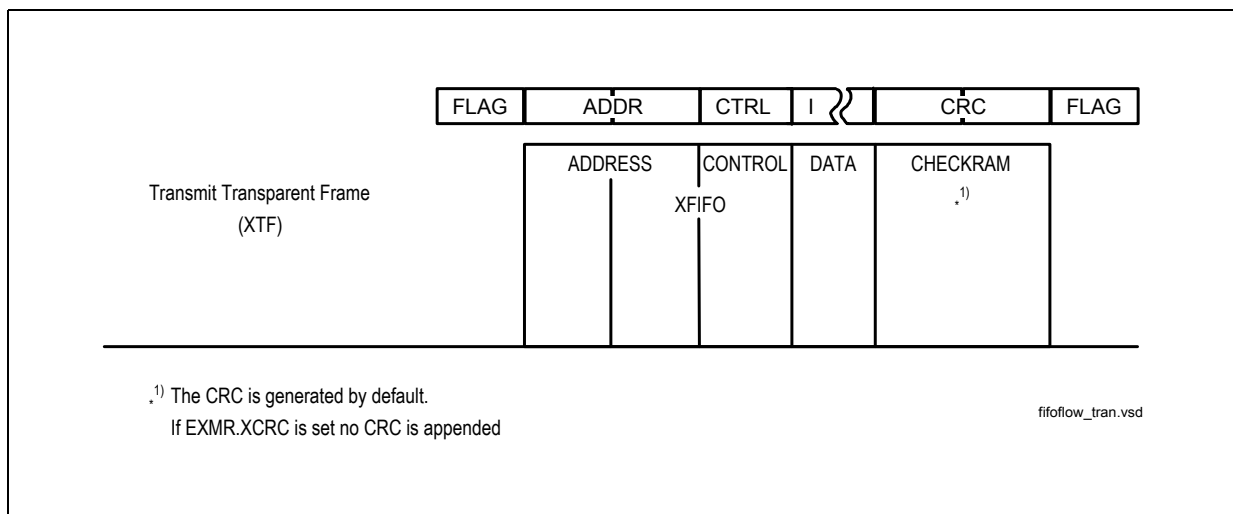 FLAG ADDR CTRL I CRC FLAG
ADDRESS CONTROL DATA CHECKRAM
Transmit Transparent Frame
(XTF)
XFIFO
*1)
*1) The CRC is generated by default.
If EXMR.XCRC is set no CRC is appended
fifoflow_tran.vsd